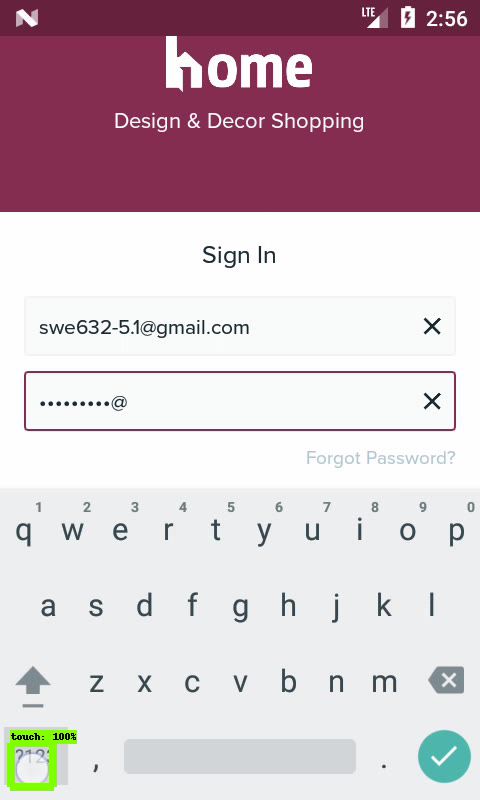 LTE 2:56
home
Design & Decor Shopping
Sign In
swe632-5.1@gmail.com
•••••••••@
Forgot Password?
1 2 3 4 5 6 7 8 9 0
q w e r t y u i o p
a s d f g h j k l
z x c v b n m
touch: 100%
?123 , .